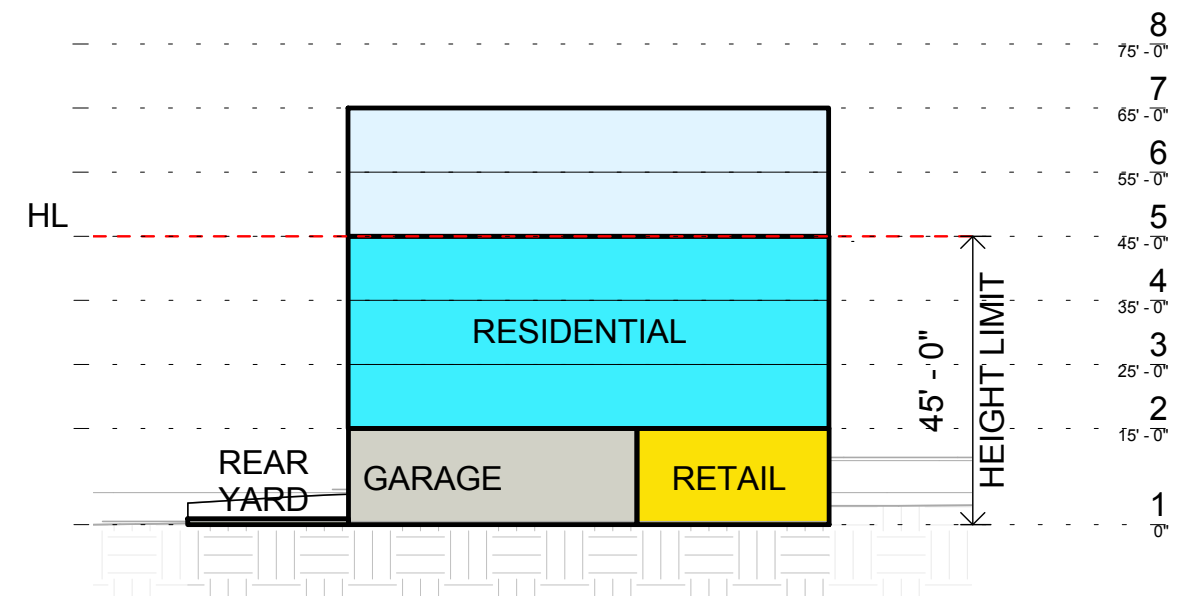 8
75' - 0"
7
65' - 0"
6
55' - 0"
HL
5
45' - 0"
4
35' - 0"
RESIDENTIAL
3
25' - 0"
45' - 0"
HEIGHT LIMIT
2
15' - 0"
REAR
YARD
GARAGE
RETAIL
1
0"